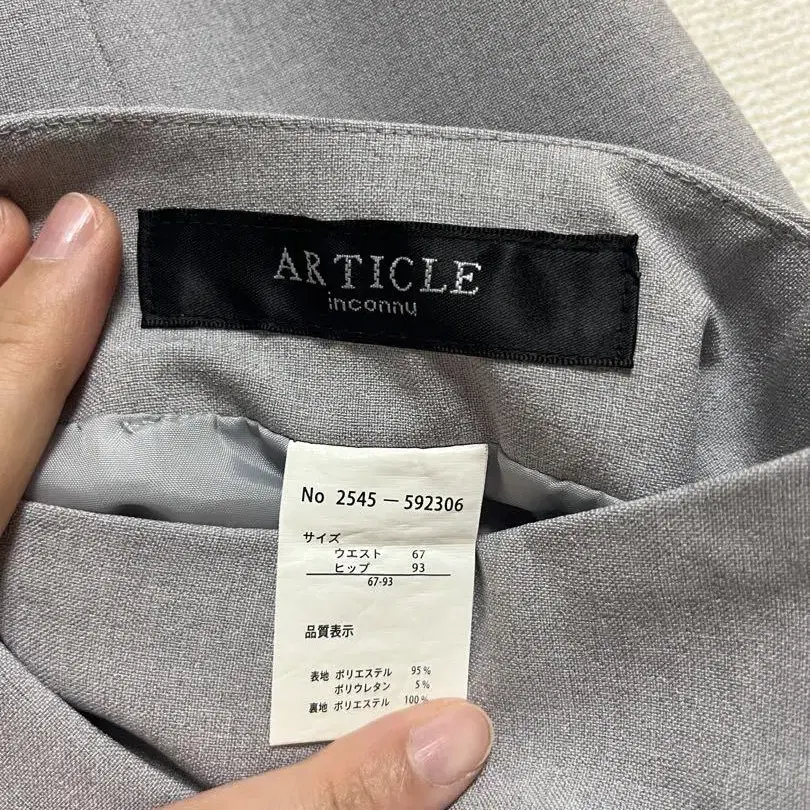 ARTICLE
inconnu
No 2545 — 592306
サイズ
ウエスト 67
ヒップ 93
67-93
品質表示
表地 ポリエステル 95%
ポリウレタン 5%
裏地 ポリエステル 100%